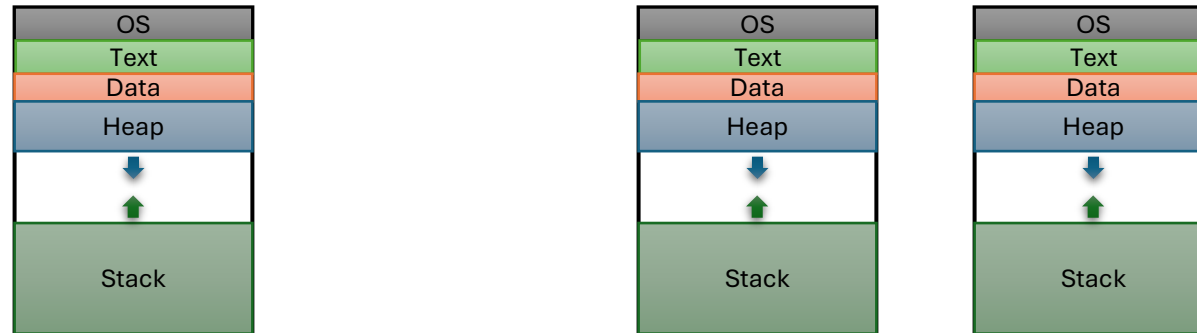 OS
Text
Data
Heap
Stack
OS
Text
Data
Heap
Stack
OS
Text
Data
Heap
Stack